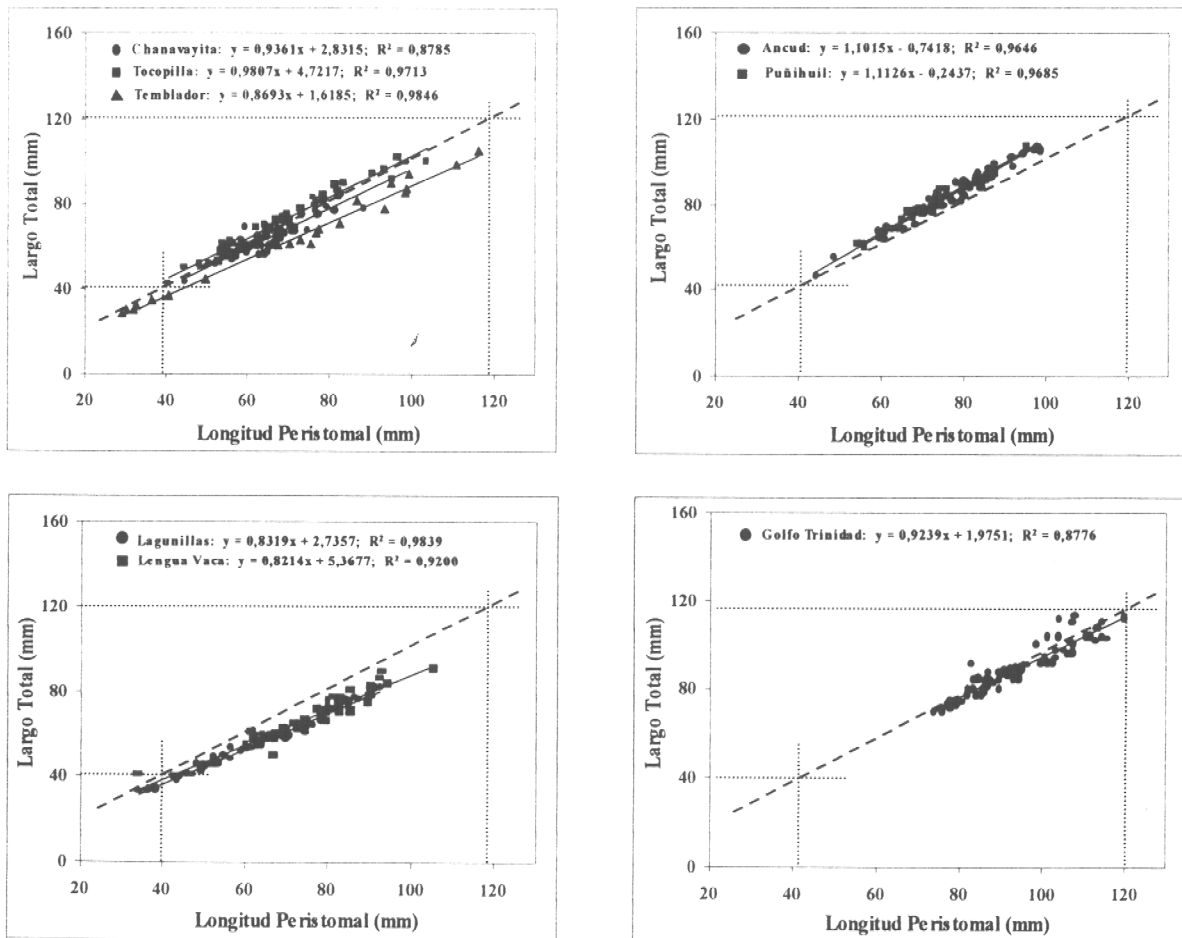 160
120
80
40
0
Largo Total (mm)
Chanavayita: y = 0,9361x + 2,8315; R² = 0,8785
Tocopilla: y = 0,9807x + 4,7217; R² = 0,9713
Temblador: y = 0,8693x + 1,6185; R² = 0,9846
20 40 60 80 100 120
Longitud Peristomal (mm)
160
120
80
40
0
Largo Total (mm)
Ancud: y = 1,1015x - 0,7418; R² = 0,9646
Puñihuil: y = 1,1126x - 0,2437; R² = 0,9685
20 40 60 80 100 120
Longitud Peristomal (mm)
160
120
80
40
0
Largo Total (mm)
Lagunillas: y = 0,8319x + 2,7357; R² = 0,9839
Lengua Vaca: y = 0,8214x + 5,3677; R² = 0,9200
20 40 60 80 100 120
Longitud Peristomal (mm)
160
120
80
40
0
Largo Total (mm)
Golfo Trinidad: y = 0,9239x + 1,9751; R² = 0,8776
20 40 60 80 100 120
Longitud Peristomal (mm)